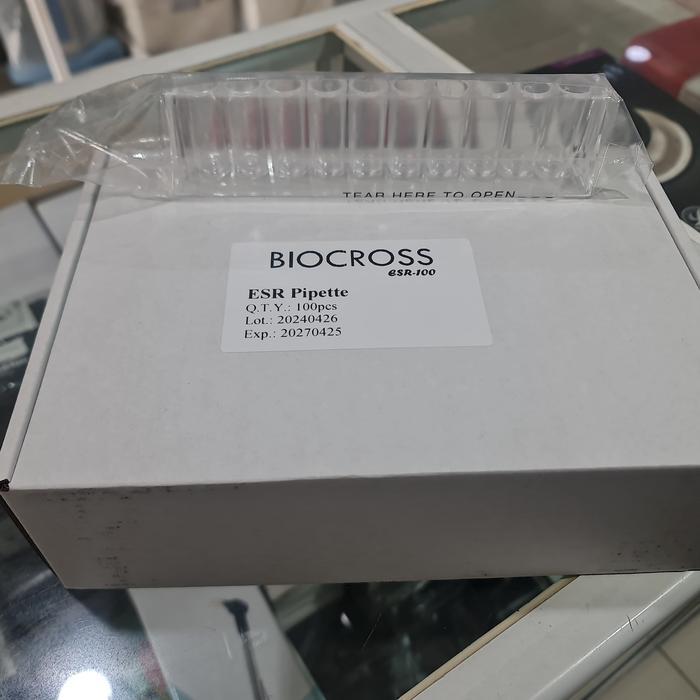 TEAR HERE TO OPEN
BIOCROSS
ESR-100
ESR Pipette
Q.T.Y.: 100pcs
Lot.: 20240426
Exp.: 20270425